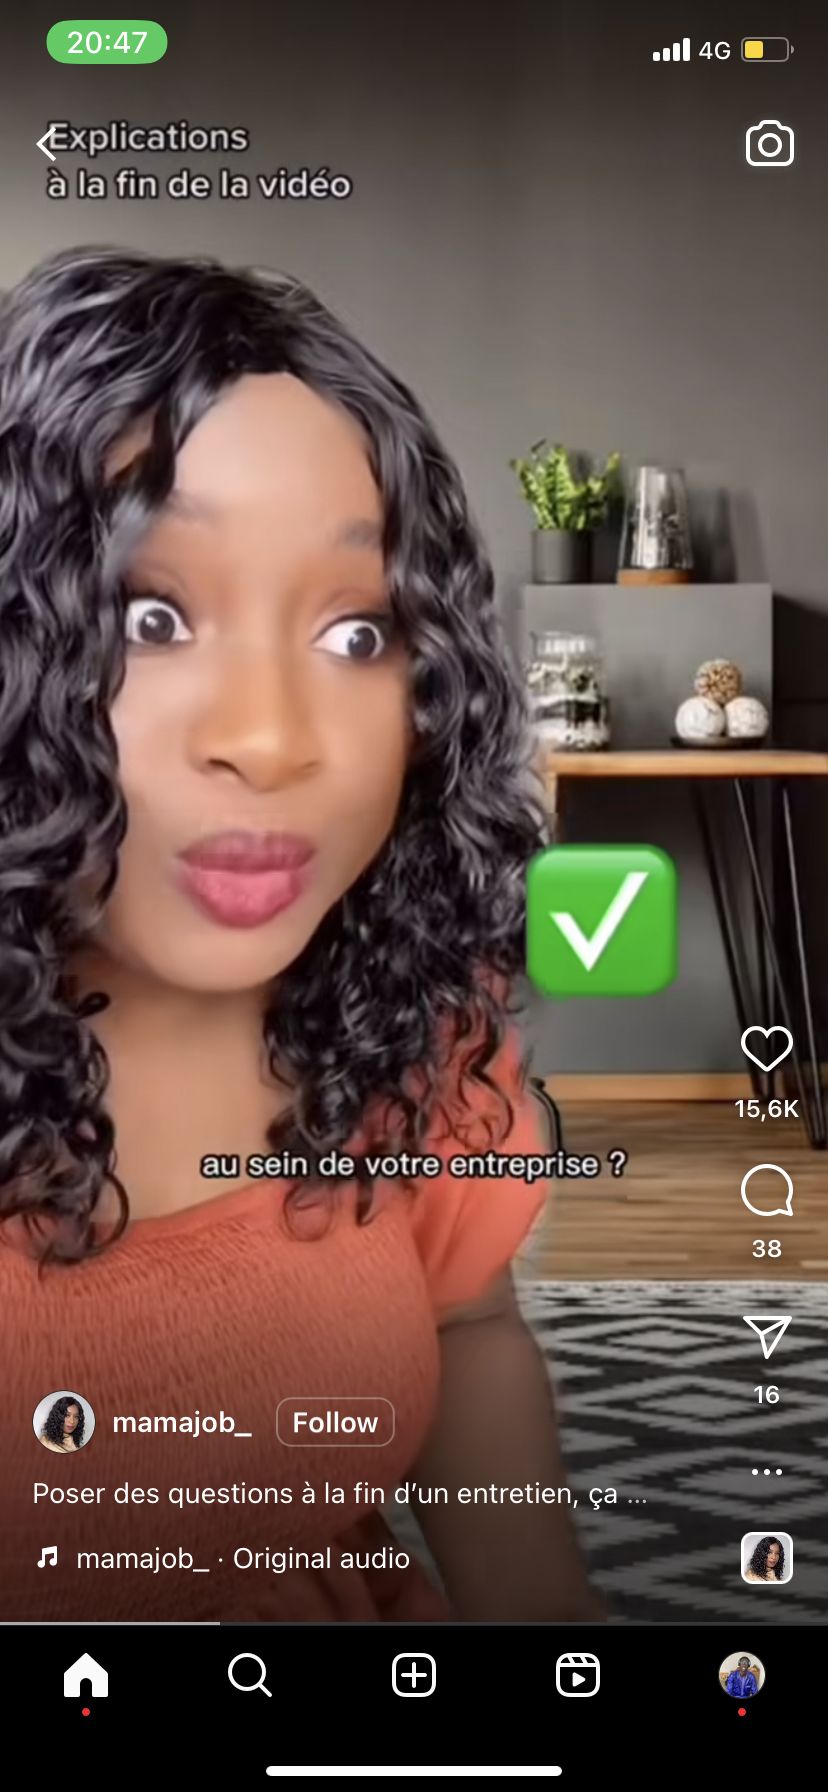 20:47
4G
Explications
à la fin de la vidéo
au sein de votre entreprise ?
15,6K
38
16
mamajob_ Follow
Poser des questions à la fin d’un entretien, ça ...
mamajob_ · Original audio